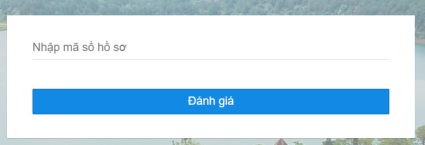 Nhập mã số hồ sơ
Đánh giá